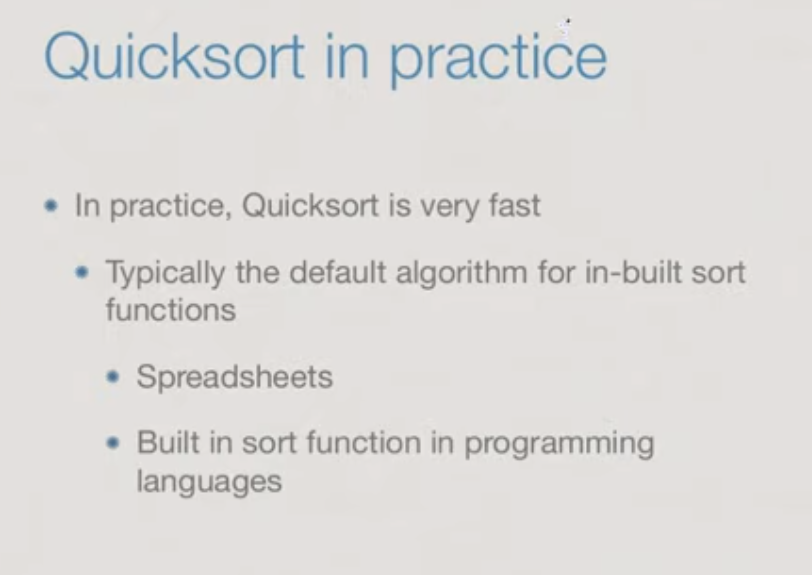 Quicksort in practice
In practice, Quicksort is very fast
Typically the default algorithm for in-built sort
functions
Spreadsheets
Built in sort function in programming
languages